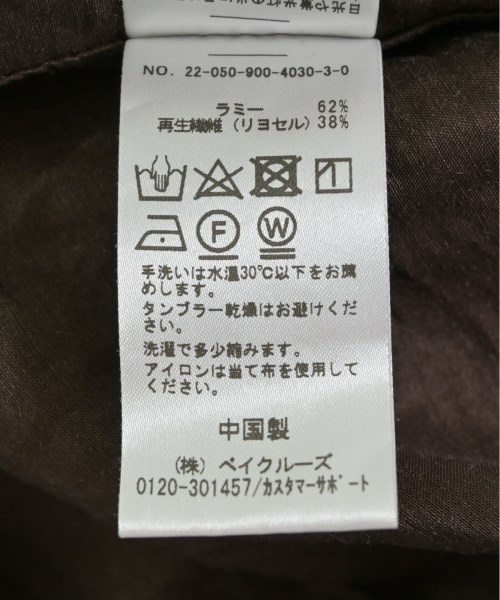 NO. 22-050-900-4030-3-0
ラミー 62%
再生繊維 (リヨセル) 38%
F W
手洗いは水温30℃以下をお薦
めします。
タンブラー乾燥はお避けくだ
さい。
洗濯で多少縮みます。
アイロンは当て布を使用して
ください。
中国製
(株) ベイクルーズ
0120-301457/カスタマーサポート